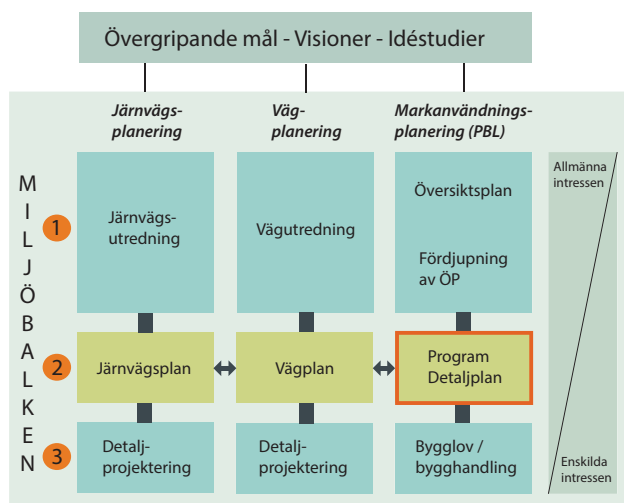 Övergripande mål - Visioner - Idéstudier
Järnvägs-
planering
Väg-
planering
Markanvändnings-
planering (PBL)
MILJÖBALKEN
1
Järnvägs-
utredning
Vägutredning
Översiktsplan
Fördjupning
av ÖP
Allmänna
intressen
2
Järnvägsplan
Vägplan
Program
Detaljplan
3
Detalj-
projektering
Detalj-
projektering
Bygglov /
bygghandling
Enskilda
intressen